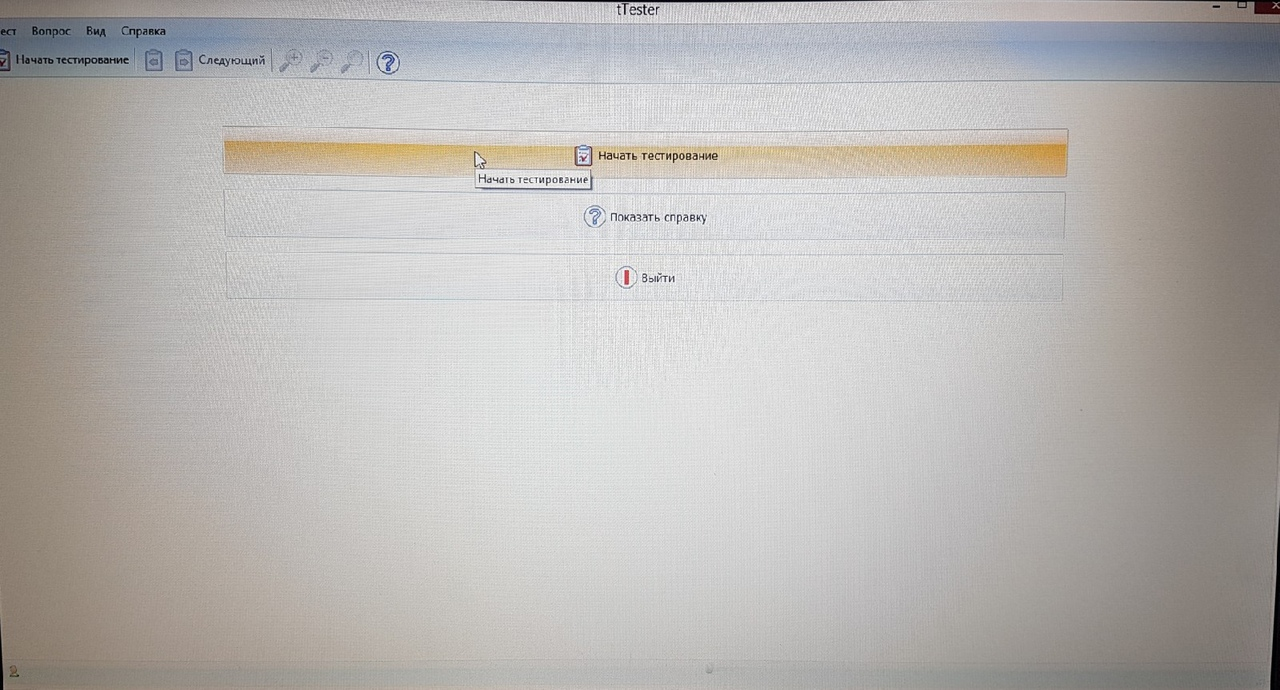 tTester
ест Вопрос Вид Справка
Начать тестирование Следующий
Начать тестирование
Начать тестирование
Показать справку
Выйти